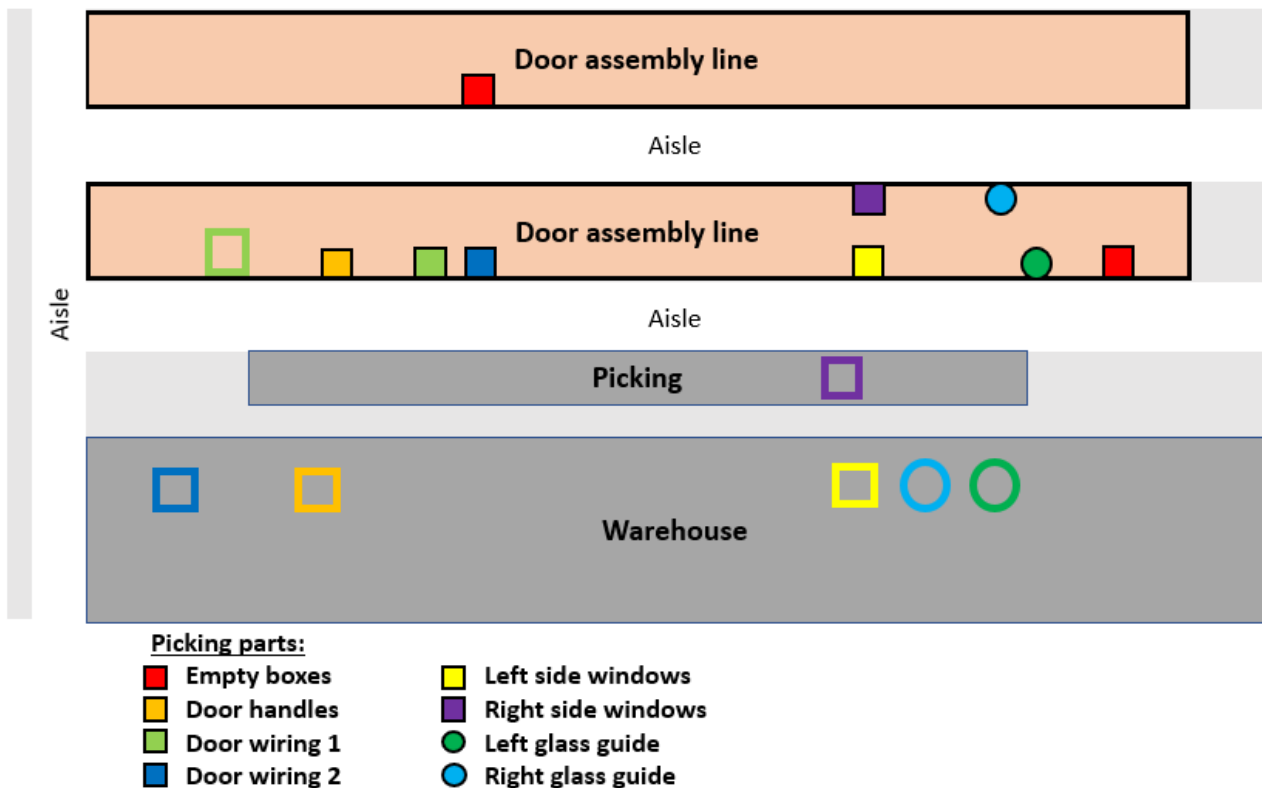 Door assembly line
Aisle
Door assembly line
Aisle
Aisle
Picking
Warehouse
Picking parts:
Empty boxes
Left side windows
Door handles
Right side windows
Door wiring 1
Left glass guide
Door wiring 2
Right glass guide